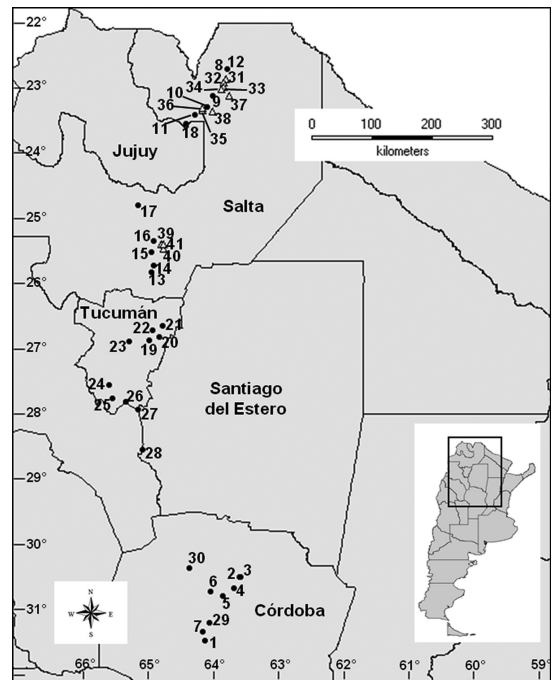 22°
8 12
32 31
34 33
10 9
37
23°
36 38
11 18 35
Jujuy
0 100 200 300
kilometers
24°
17
Salta
25°
16 39
41
15 40
14
13
26°
Tucumán
22 21
27°
23 19 20
24
Santiago
del Estero
25 26
27
28°
28
29°
30°
30
2 3
6 4
5
31°
Córdoba
29
7
1
N
W E
S
66° 65° 64° 63° 62° 61° 60° 59°